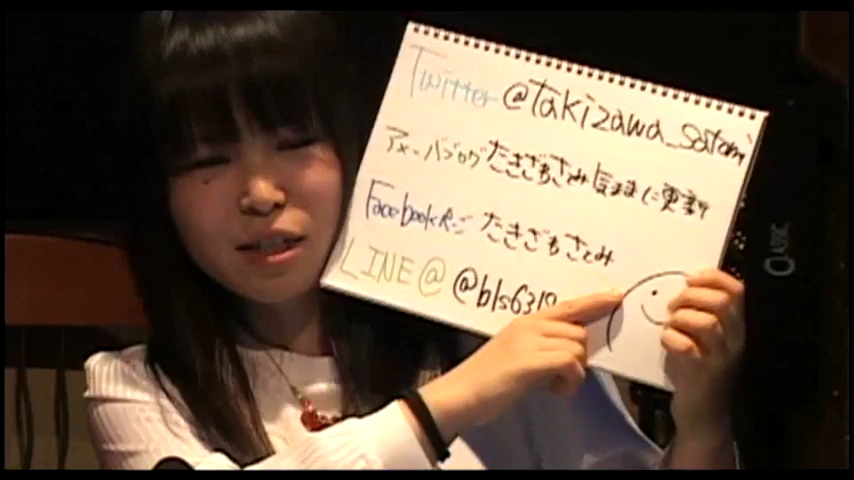 Twitter @takizawa_satomi
アメーバブログ たきざわさとみ 気ままに更新
Facebookページ たきざわさとみ
LINE@ @bls6319
CLASSIC